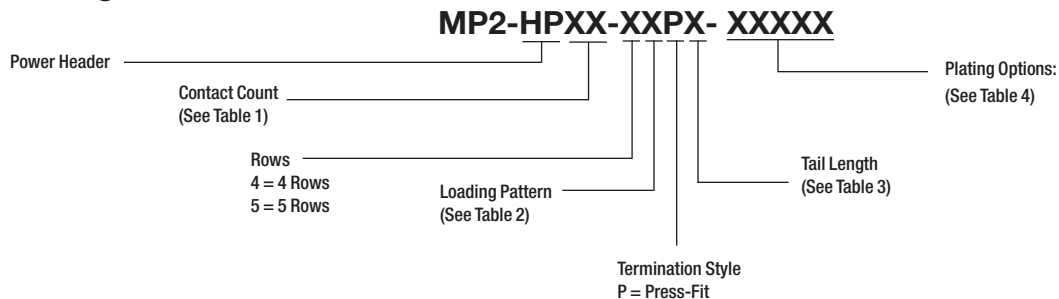 MP2-HPXX-XXPX- XXXXX
Power Header
Contact Count
(See Table 1)
Rows
4 = 4 Rows
5 = 5 Rows
Loading Pattern
(See Table 2)
Termination Style
P = Press-Fit
Tail Length
(See Table 3)
Plating Options:
(See Table 4)